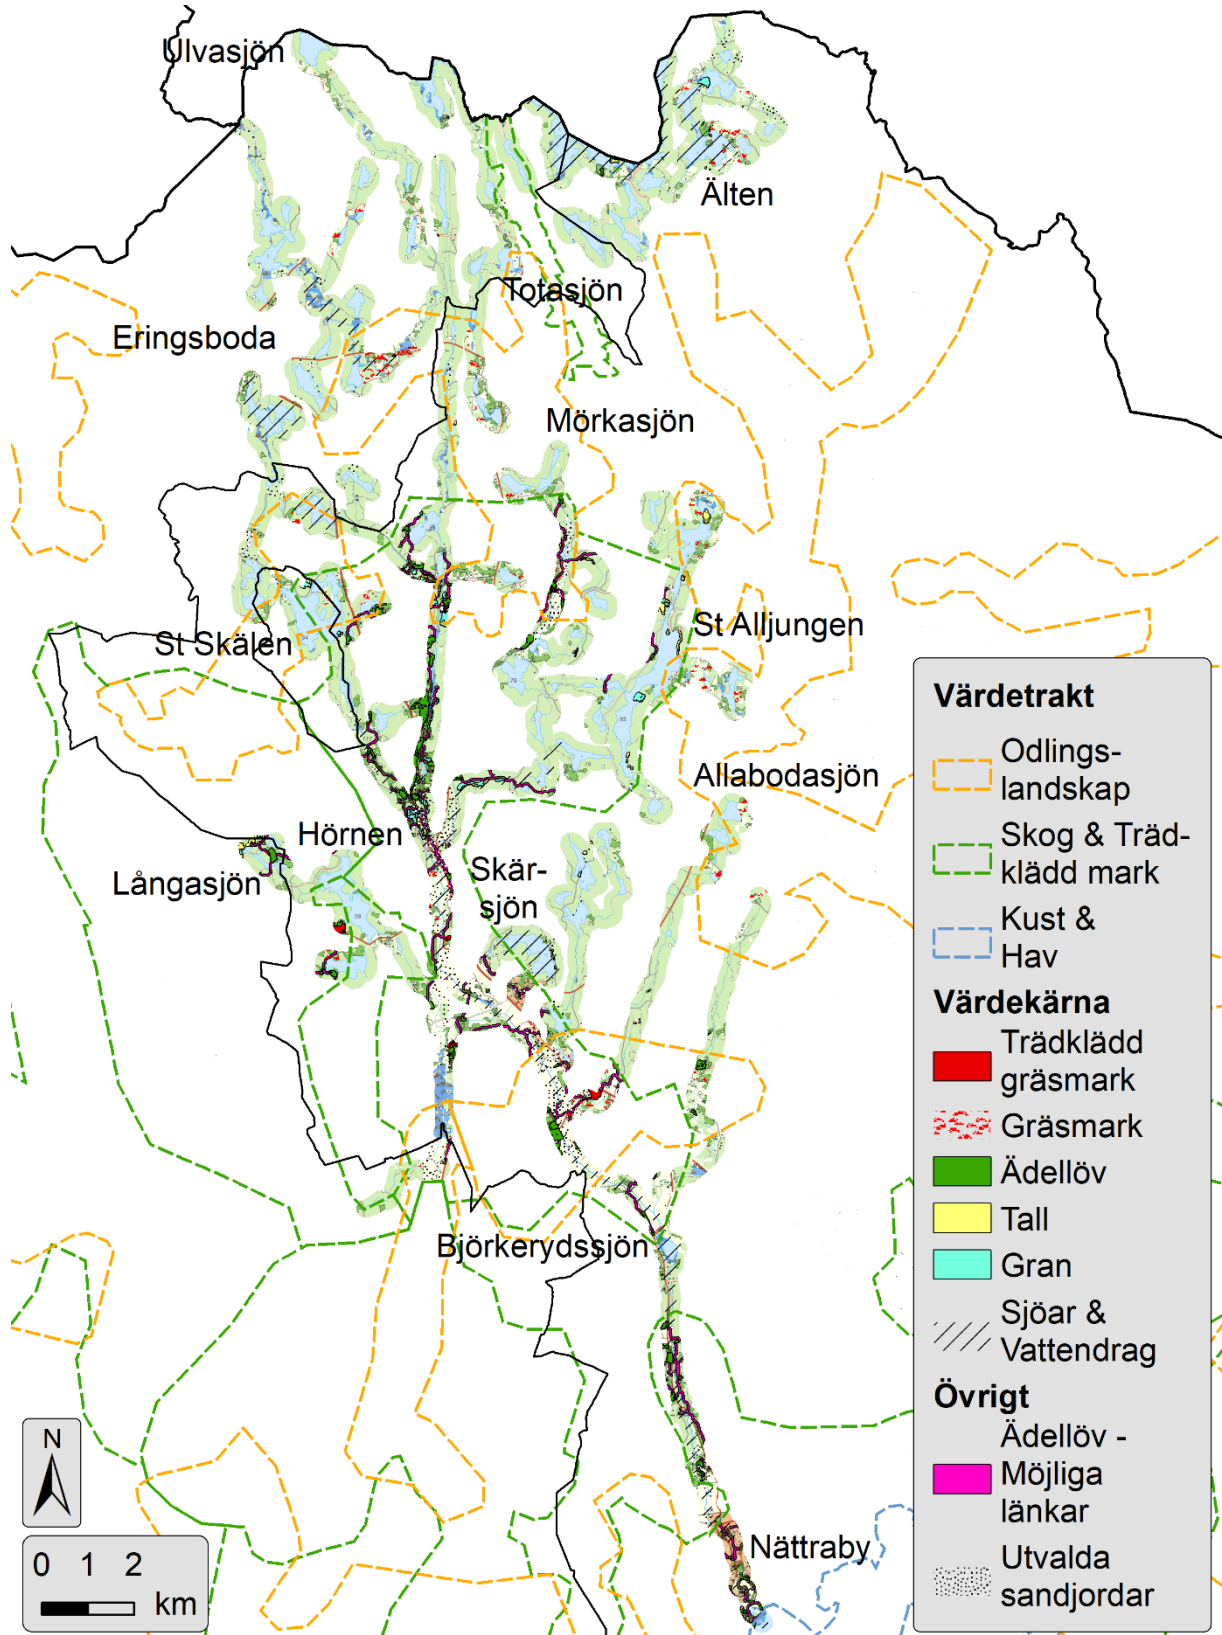 Ulvasjön
Älten
Totasjön
Eringsboda
Mörkasjön
St Skälen
St Alljungen
Allabodasjön
Hörnen
Långasjön
Skär-
sjön
Björkerydssjön
Nättraby
N
0 1 2
km
Värdetrakt
Odlings-
landskap
Skog & Träd-
klädd mark
Kust &
Hav
Värdekärna
Trädklädd
gräsmark
Gräsmark
Ädellöv
Tall
Gran
Sjöar &
Vattendrag
Övrigt
Ädellöv -
Möjliga
länkar
Utvalda
sandjordar